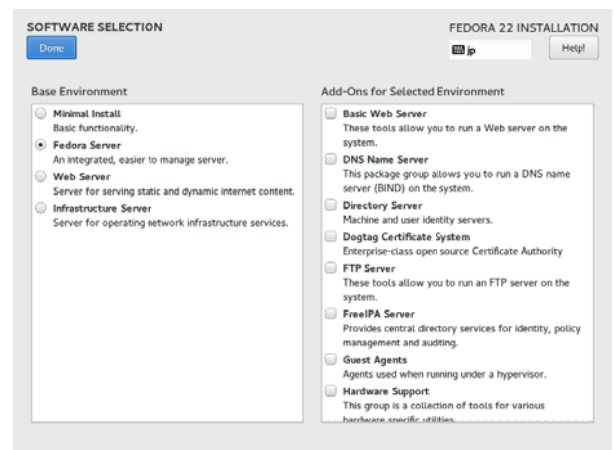 SOFTWARE SELECTION
FEDORA 22 INSTALLATION
Done
jp
Help!
Base Environment
Minimal Install
Basic functionality.
Fedora Server
An integrated, easier to manage server.
Web Server
Server for serving static and dynamic internet content.
Infrastructure Server
Server for operating network infrastructure services.
Add-Ons for Selected Environment
Basic Web Server
These tools allow you to run a Web server on the
system.
DNS Name Server
This package group allows you to run a DNS name
server (BIND) on the system.
Directory Server
Machine and user identity servers.
Dogtag Certificate System
Enterprise-class open source Certificate Authority
FTP Server
These tools allow you to run an FTP server on the
system.
FreeIPA Server
Provides central directory services for identity, policy
management and auditing.
Guest Agents
Agents used when running under a hypervisor.
Hardware Support
This group is a collection of tools for various
hardware specific utilities.